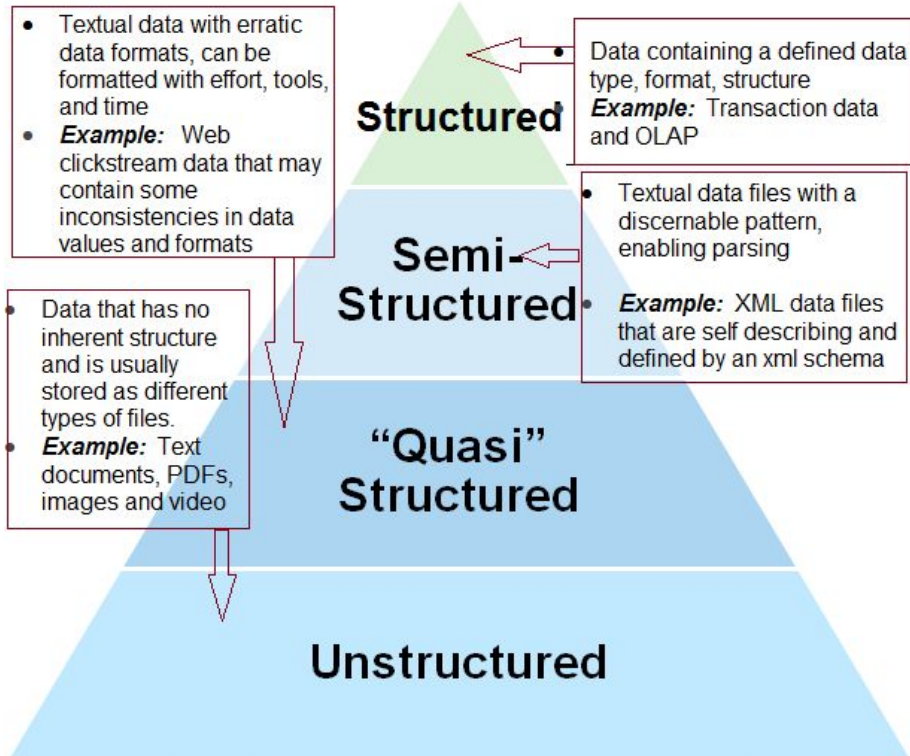 • Textual data with erratic
data formats, can be
formatted with effort, tools,
and time
• Example: Web
clickstream data that may
contain some
inconsistencies in data
values and formats
• Data containing a defined data
type, format, structure
• Example: Transaction data
and OLAP
Structured
• Textual data files with a
discernable pattern,
enabling parsing
• Example: XML data files
that are self describing and
defined by an xml schema
Semi-
Structured
• Data that has no
inherent structure
and is usually
stored as different
types of files.
• Example: Text
documents, PDFs,
images and video
“Quasi”
Structured
Unstructured